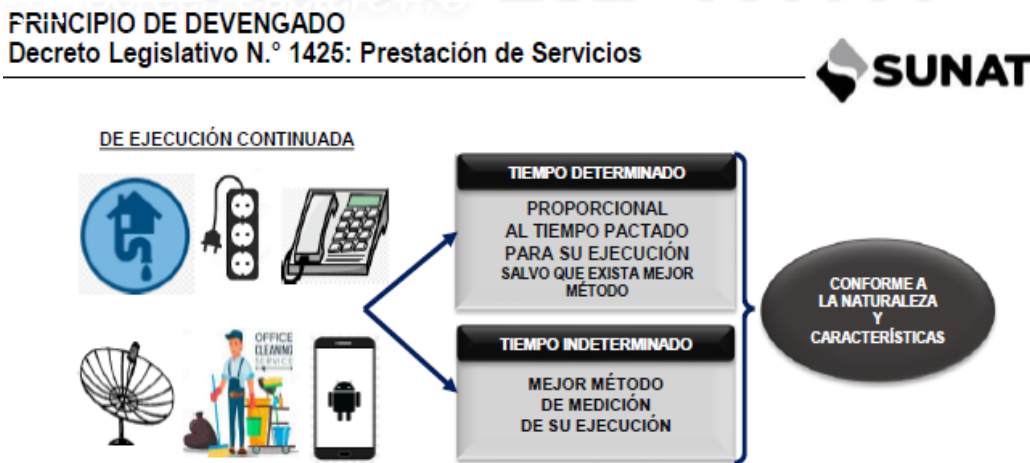 PRINCIPIO DE DEVENGADO
Decreto Legislativo N.° 1425: Prestación de Servicios
SUNAT
DE EJECUCIÓN CONTINUADA
TIEMPO DETERMINADO
PROPORCIONAL
AL TIEMPO PACTADO
PARA SU EJECUCIÓN
SALVO QUE EXISTA MEJOR
MÉTODO
OFFICE
CLEANING
SERVICE
TIEMPO INDETERMINADO
MEJOR MÉTODO
DE MEDICIÓN
DE SU EJECUCIÓN
CONFORME A
LA NATURALEZA
Y
CARACTERÍSTICAS